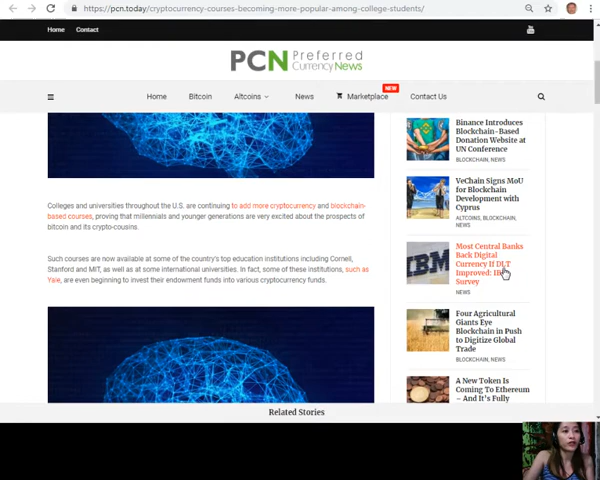 https://pcn.today/cryptocurrency-courses-becoming-more-popular-among-college-students/
Home Contact
PCN Preferred
Currency News
Home Bitcoin Altcoins News Marketplace NEW Contact Us
Colleges and universities throughout the U.S. are continuing to add more cryptocurrency and blockchain-
based courses, proving that millennials and younger generations are very excited about the prospects of
bitcoin and its crypto-cousins.
Such courses are now available at some of the country's top education institutions including Cornell,
Stanford and MIT, as well as at some international universities. In fact, some of these institutions, such as
Yale, are even beginning to invest their endowment funds into various cryptocurrency funds.
Binance Introduces
Blockchain-Based
Donation Website at
UN Conference
BLOCKCHAIN, NEWS
VeChain Signs MoU
for Blockchain
Development with
Cyprus
ALTCOINS, BLOCKCHAIN,
NEWS
IBM
Most Central Banks
Back Digital
Currency If DLT
Improved: IBM
Survey
NEWS
Four Agricultural
Giants Eye
Blockchain in Push
to Digitize Global
Trade
BLOCKCHAIN, NEWS
A New Token Is
Coming To Ethereum
– And It's Fully
Related Stories